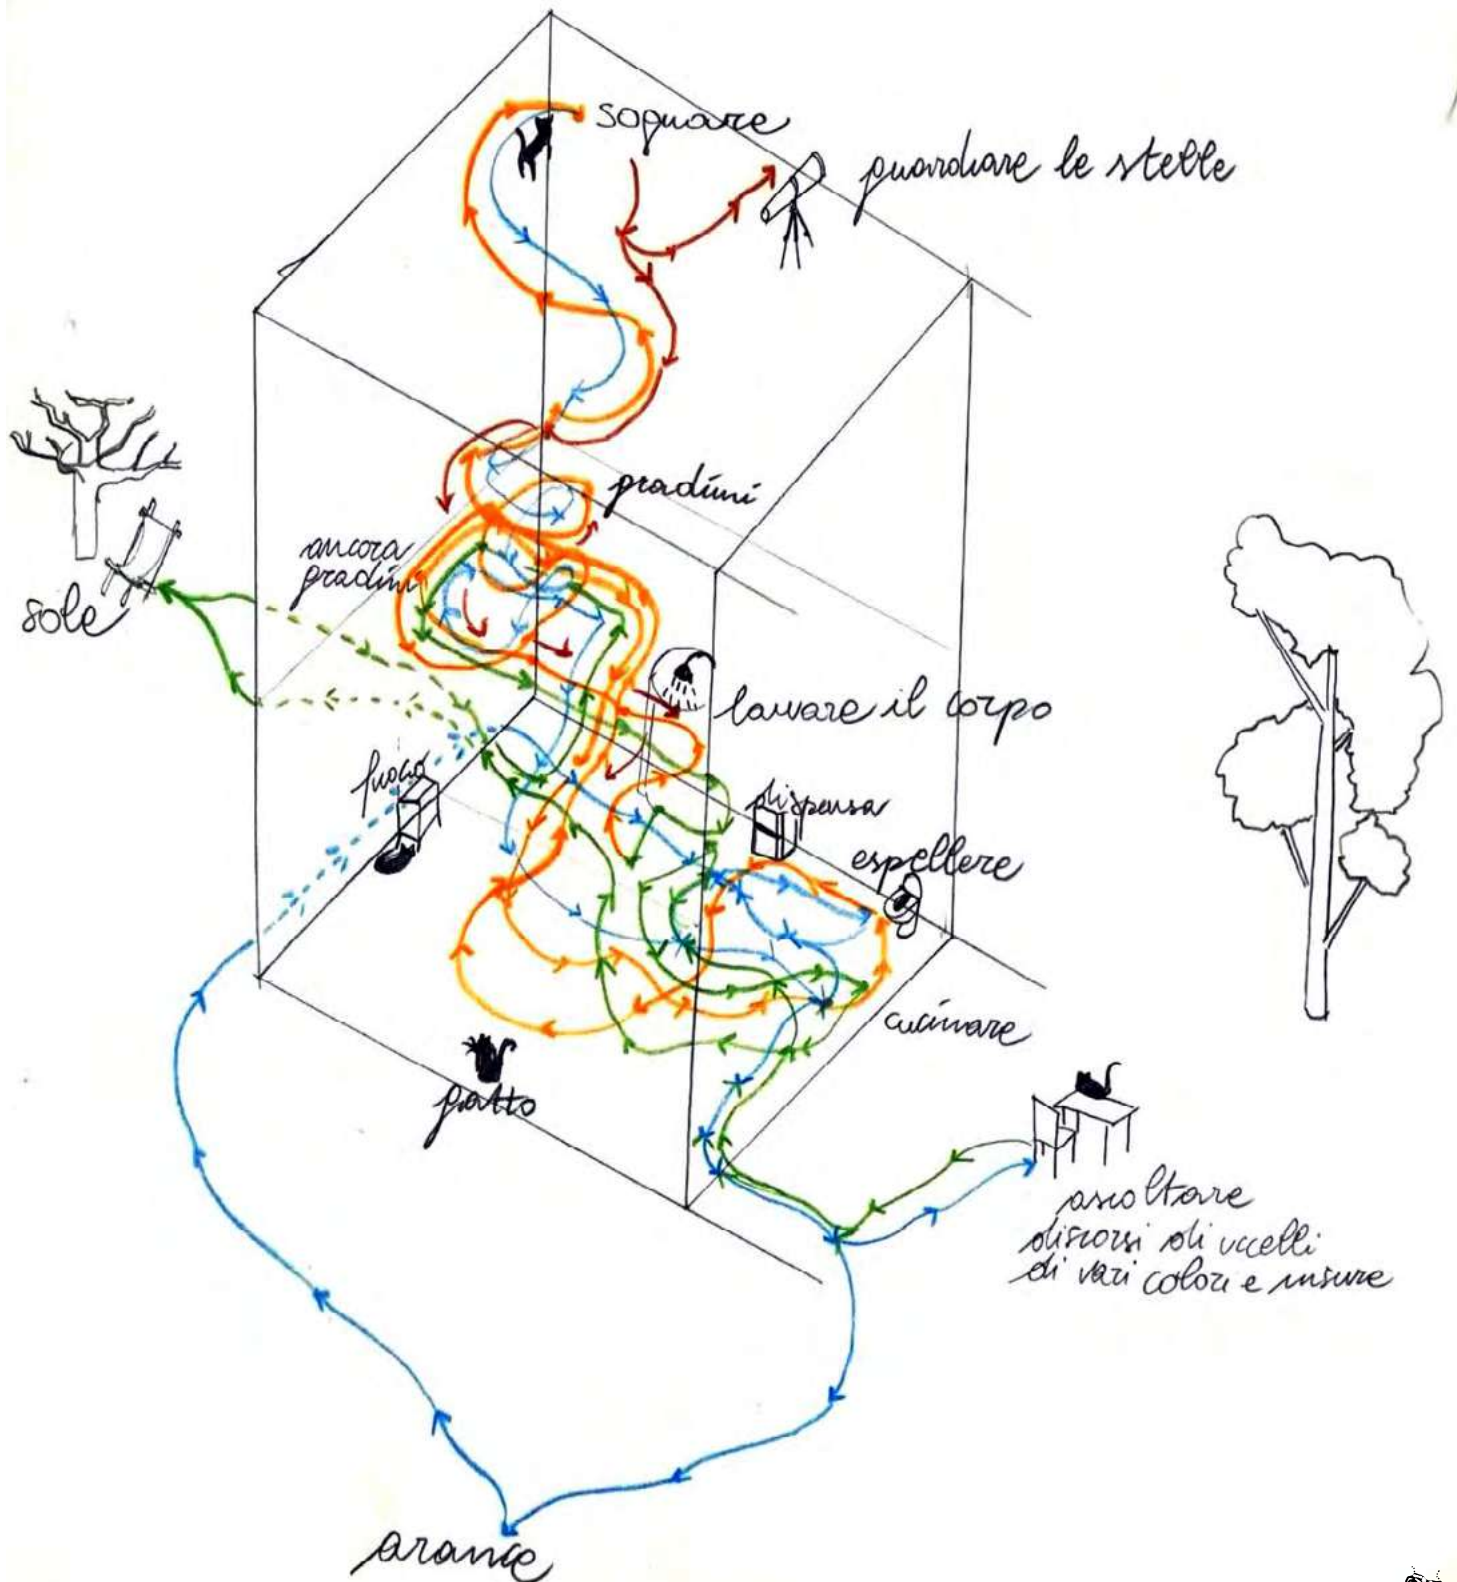 sognare
guardare le stelle
gradini
ancora
gradini
sole
lavare il corpo
fuoco
dispensa
espellere
cucinare
gatto
ascoltare
discorsi di uccelli
di vari colori e misure
arance